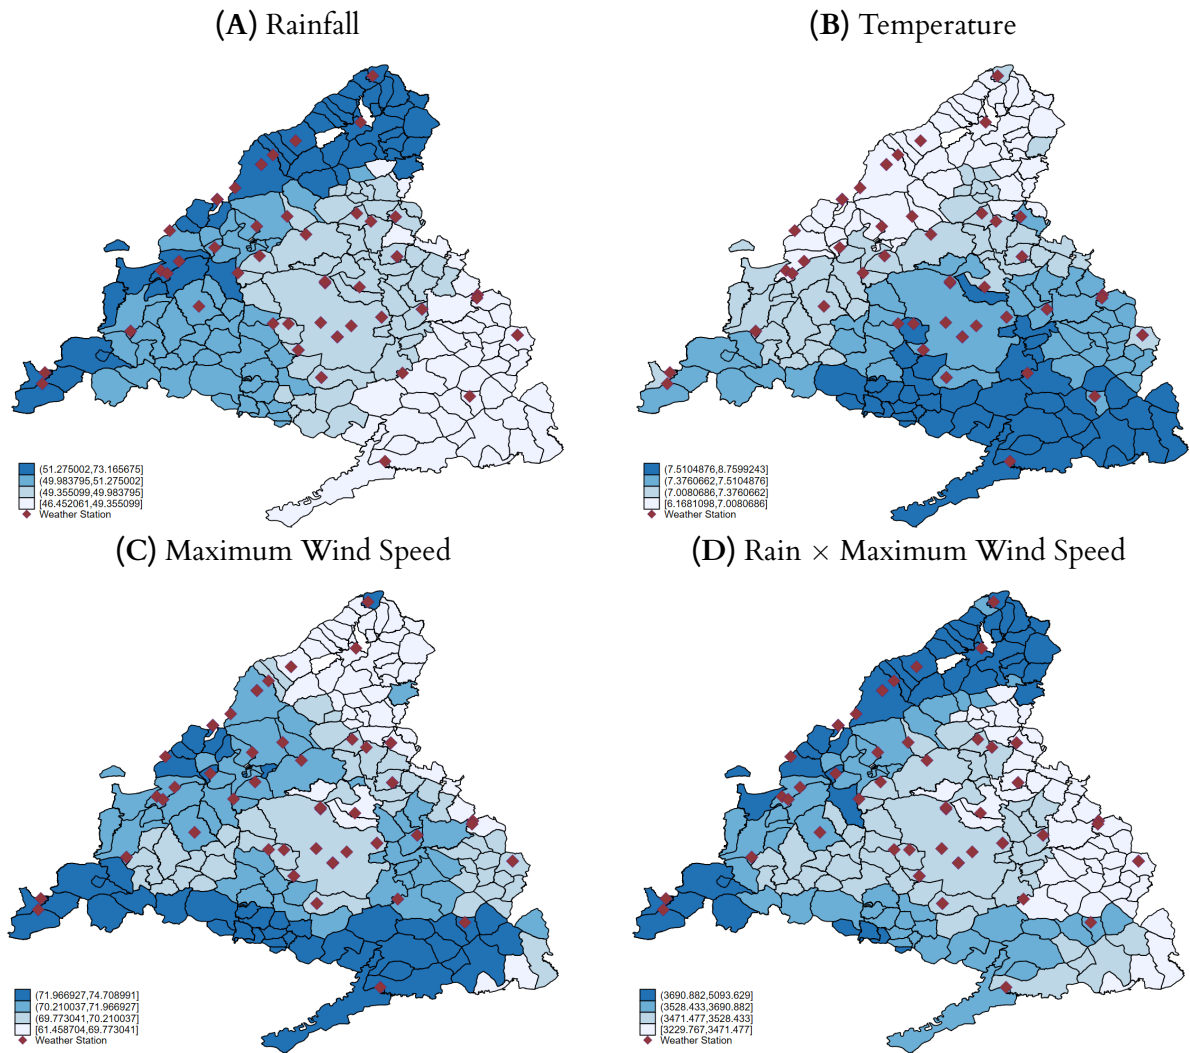 (A) Rainfall
(B) Temperature
(51.275002,73.165675]
(49.983795,51.275002]
(49.355099,49.983795]
[46.452061,49.355099]
Weather Station
(7.5104876,8.7599243]
(7.3760662,7.5104876]
(7.0080686,7.3760662]
[6.1681098,7.0080686]
Weather Station
(C) Maximum Wind Speed
(D) Rain × Maximum Wind Speed
(71.966927,74.708991]
(70.210037,71.966927]
(69.773041,70.210037]
[61.458704,69.773041]
Weather Station
(3690.882,5093.629]
(3528.433,3690.882]
(3471.477,3528.433]
[3229.767,3471.477]
Weather Station